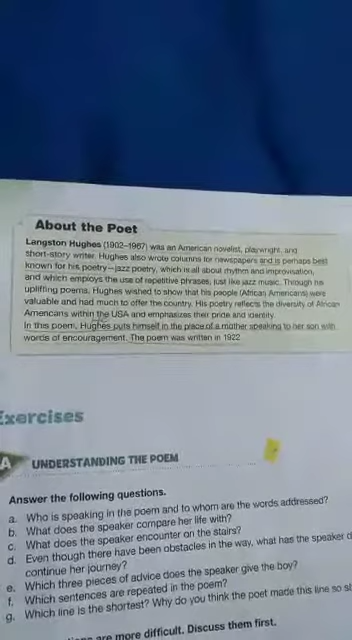 About the Poet
Langston Hughes (1902–1967) was an American novelist, playwright, and
short-story writer. Hughes also wrote columns for newspapers and is perhaps best
known for his poetry—jazz poetry, which is all about rhythm and improvisation,
and which employs the use of repetitive phrases, just like jazz music. Through his
uplifting poems, Hughes wished to show that his people (African Americans) were
valuable and had much to offer the country. His poetry reflects the diversity of African
Americans within the USA and emphasizes their pride and identity.
In this poem, Hughes puts himself in the place of a mother speaking to her son with
words of encouragement. The poem was written in 1922.
Exercises
A UNDERSTANDING THE POEM
Answer the following questions.
a. Who is speaking in the poem and to whom are the words addressed?
b. What does the speaker compare her life with?
c. What does the speaker encounter on the stairs?
d. Even though there have been obstacles in the way, what has the speaker
continue her journey?
e. Which three pieces of advice does the speaker give the boy?
f. Which sentences are repeated in the poem?
g. Which line is the shortest? Why do you think the poet made this line so
are more difficult. Discuss them first.